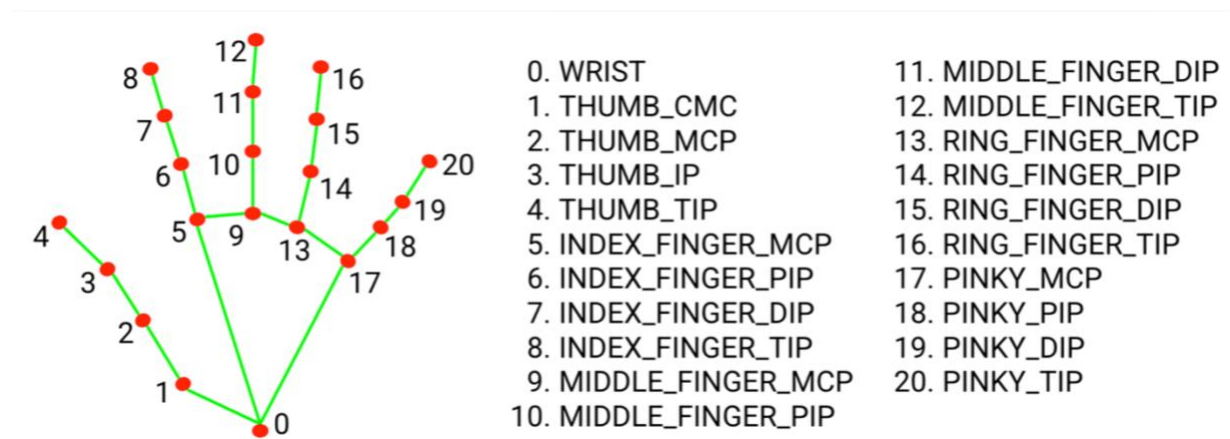 12
8
16
11
7
15
10
20
6
14
19
5
9
4
13
18
3
17
2
1
0
0. WRIST
1. THUMB_CMC
2. THUMB_MCP
3. THUMB_IP
4. THUMB_TIP
5. INDEX_FINGER_MCP
6. INDEX_FINGER_PIP
7. INDEX_FINGER_DIP
8. INDEX_FINGER_TIP
9. MIDDLE_FINGER_MCP
10. MIDDLE_FINGER_PIP
11. MIDDLE_FINGER_DIP
12. MIDDLE_FINGER_TIP
13. RING_FINGER_MCP
14. RING_FINGER_PIP
15. RING_FINGER_DIP
16. RING_FINGER_TIP
17. PINKY_MCP
18. PINKY_PIP
19. PINKY_DIP
20. PINKY_TIP